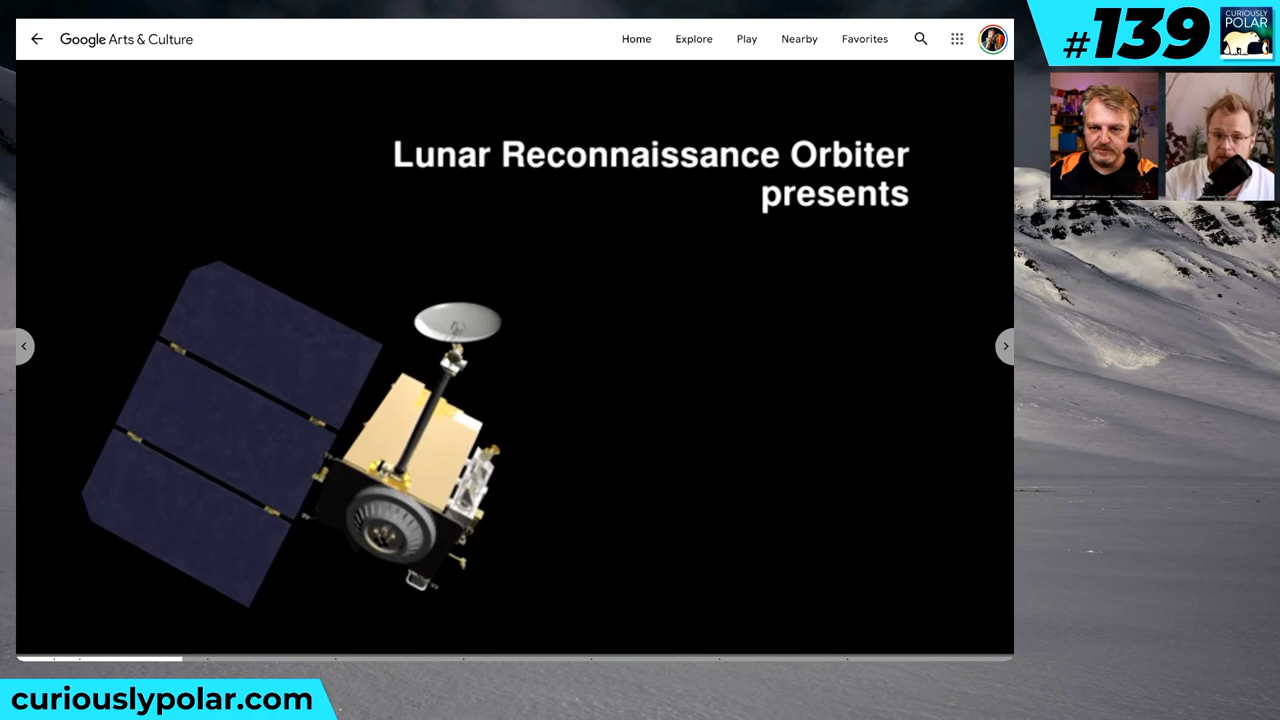 Google Arts & Culture
Home
Explore
Play
Nearby
Favorites
#139
CURIOUSLY
POLAR
Lunar Reconnaissance Orbiter
presents
curiouslypolar.com